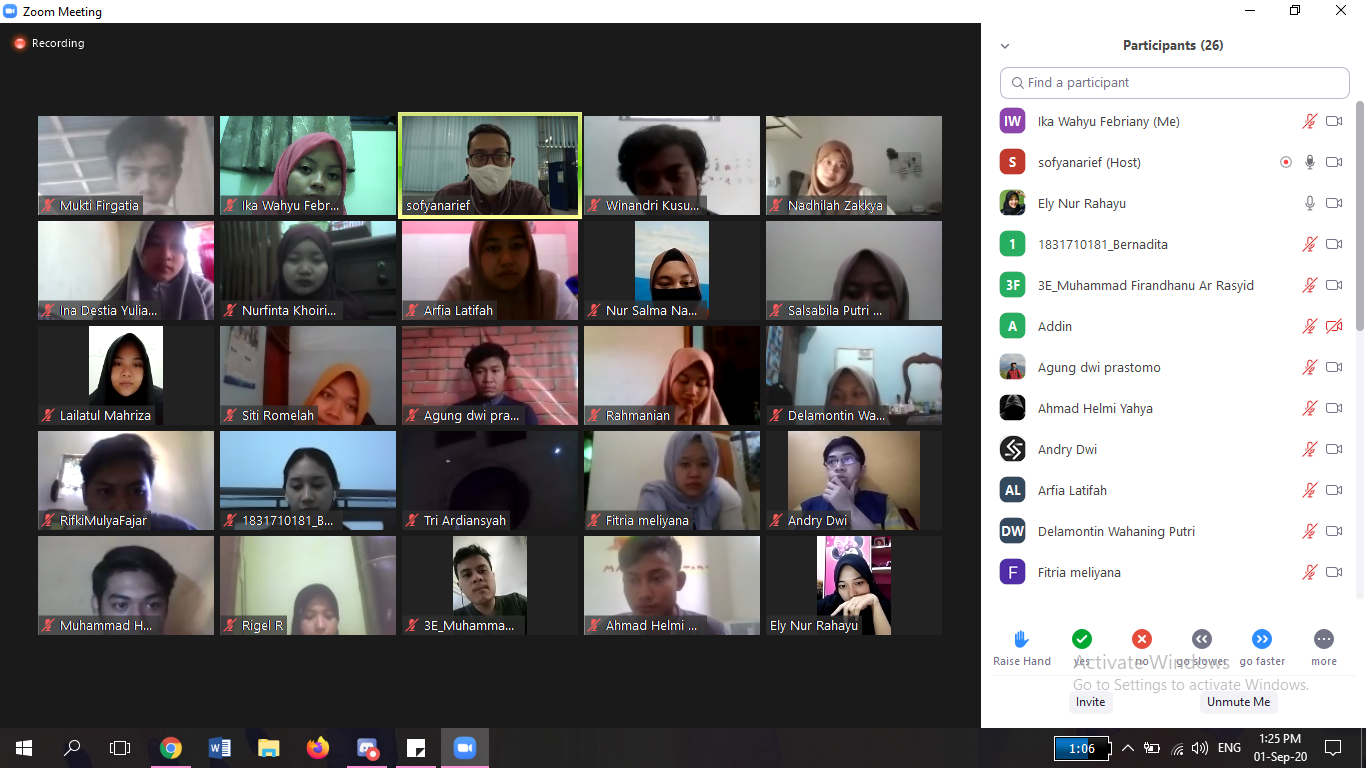 Zoom Meeting
Recording
Participants (26)
Find a participant
Mukti Firgatia
Ika Wahyu Febr...
sofyanarief
Winandri Kusu...
Nadhilah Zakkya
Ina Destia Yulia...
Nurfinta Khoiri...
Arfia Latifah
Nur Salma Na...
Salsabila Putri ...
Lailatul Mahriza
Siti Romelah
Agung dwi pra...
Rahmanian
Delamontin Wa...
RifkiMulyaFajar
1831710181_B...
Tri Ardiansyah
Fitria meliyana
Andry Dwi
Muhammad H...
Rigel R
3E_Muhamma...
Ahmad Helmi ...
Ely Nur Rahayu
IW Ika Wahyu Febriany (Me)
S sofyanarief (Host)
Ely Nur Rahayu
1 1831710181_Bernadita
3F 3E_Muhammad Firandhanu Ar Rasyid
A Addin
Agung dwi prastomo
Ahmad Helmi Yahya
Andry Dwi
AL Arfia Latifah
DW Delamontin Wahaning Putri
F Fitria meliyana
Raise Hand yes no go slower go faster more
Activate Windows
Go to Settings to activate Windows.
Invite Unmute Me
1:06 ENG 1:25 PM
01-Sep-20